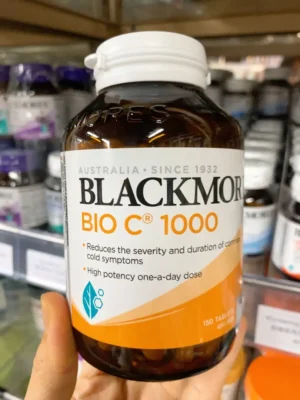 AUSTRALIA • SINCE 1932
BLACKMOR
BIO C® 1000
• Reduces the severity and duration of
cold symptoms
• High potency one-a-day dose